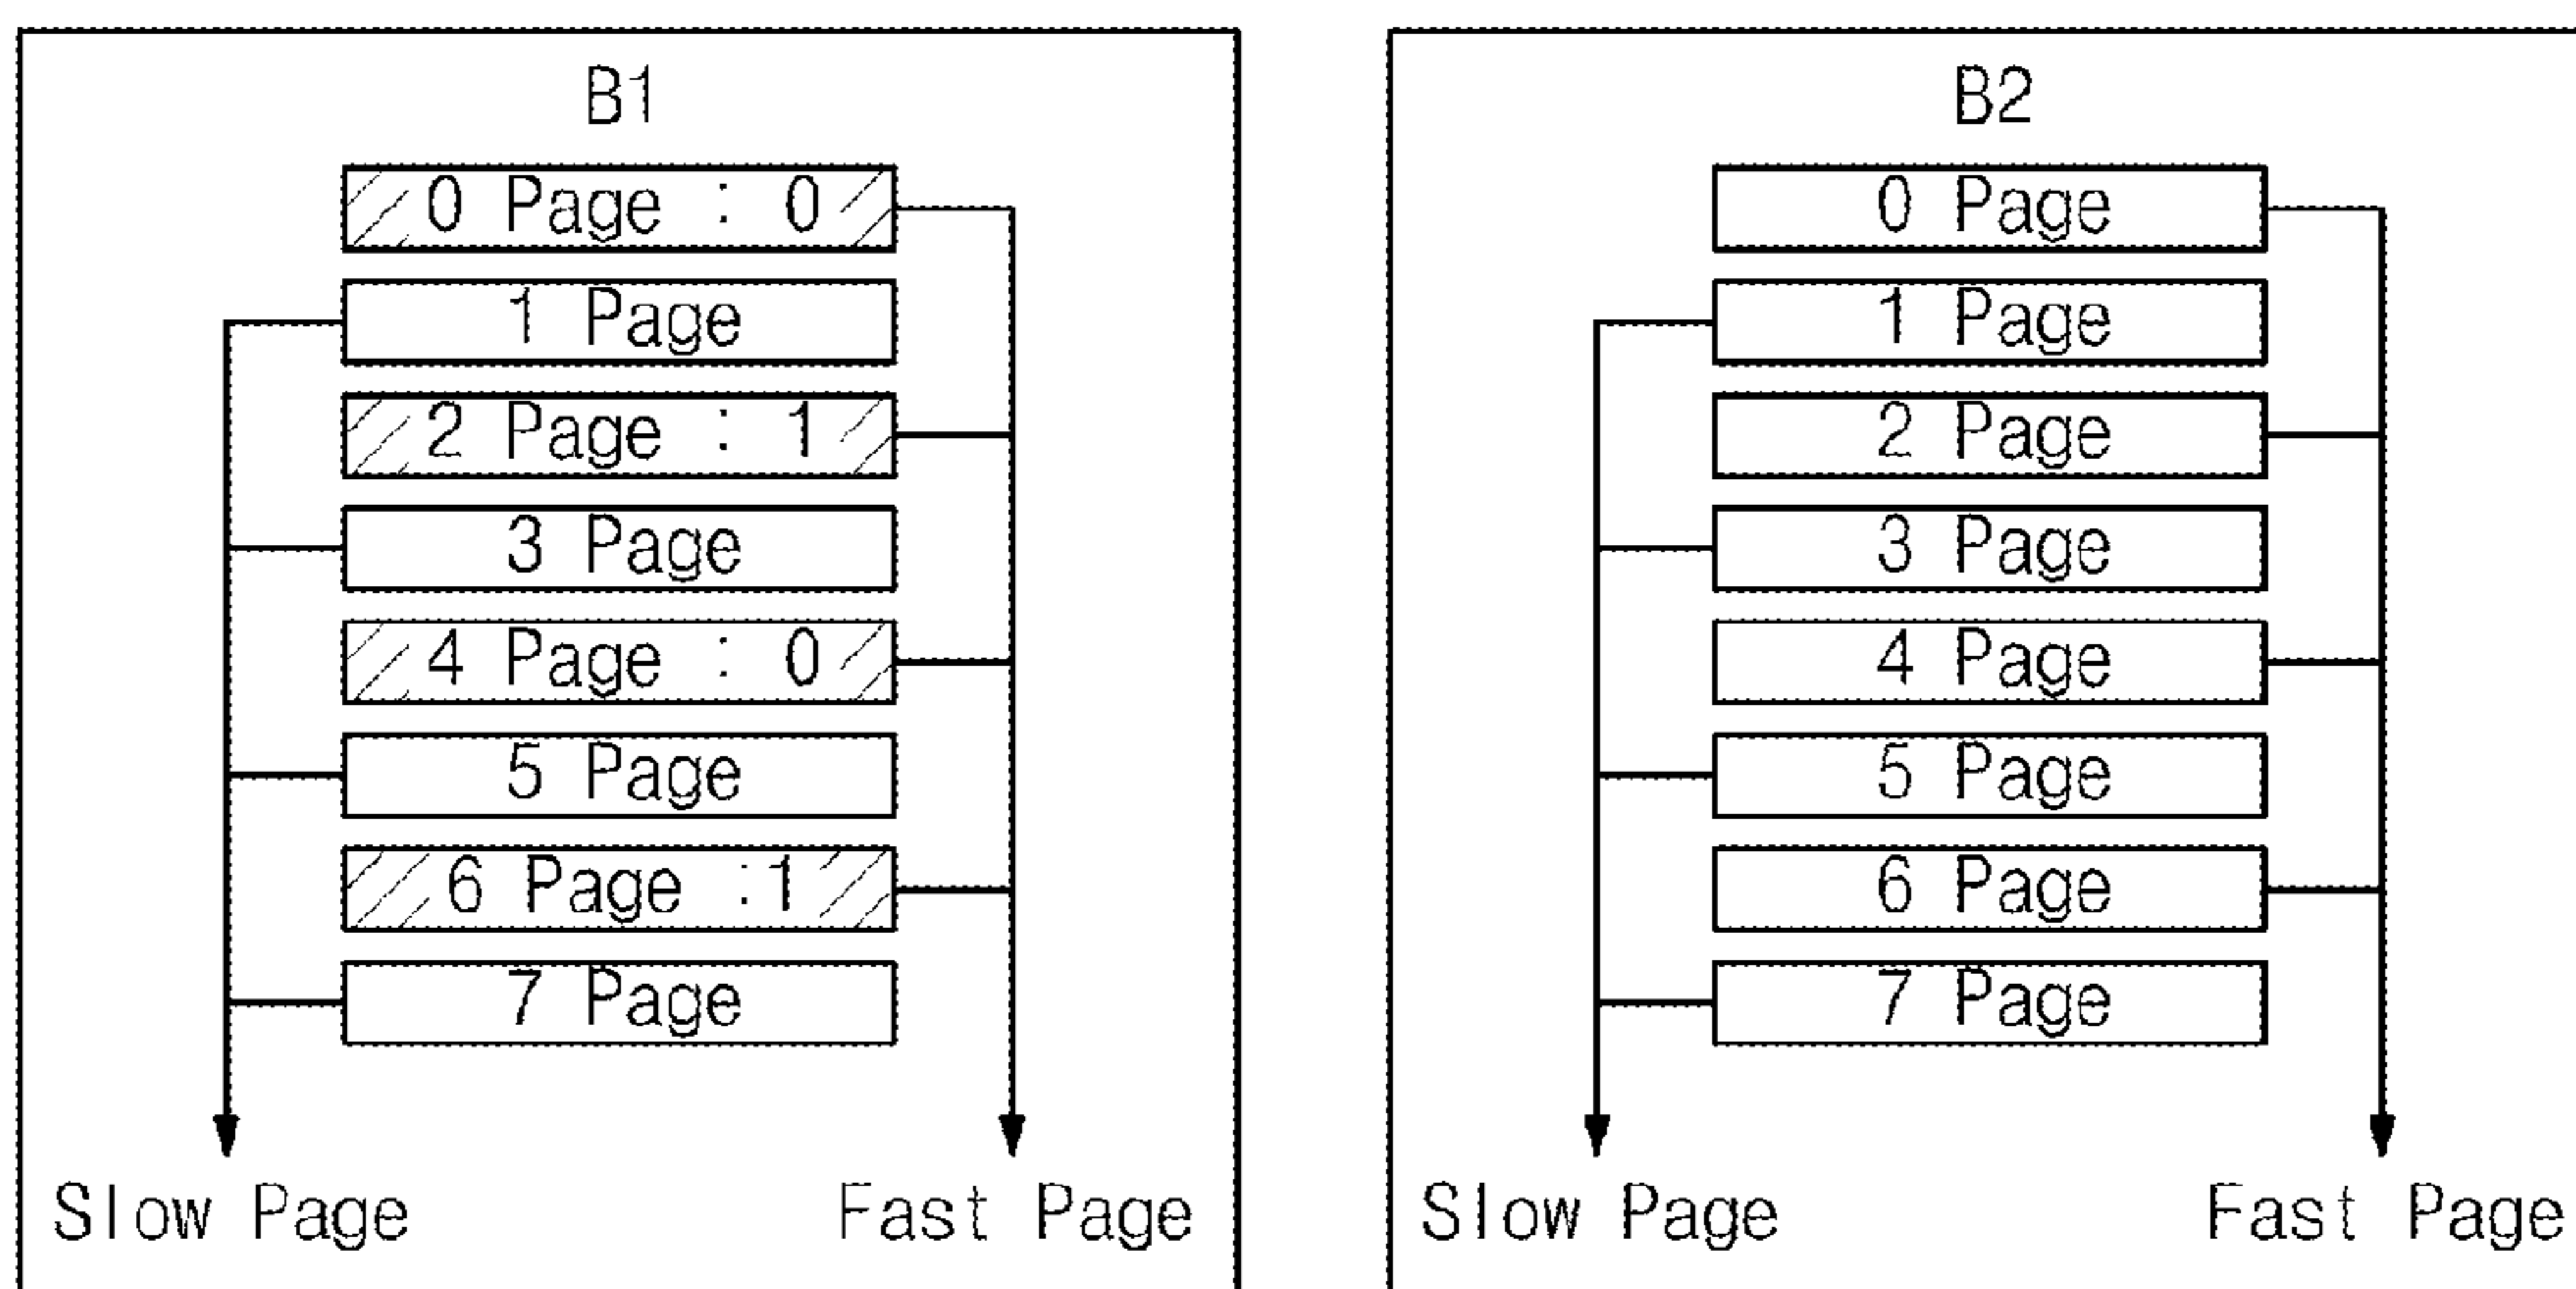 B1
0 Page : 0
1 Page
2 Page : 1
3 Page
4 Page : 0
5 Page
6 Page :1
7 Page
Slow Page
Fast Page
B2
0 Page
1 Page
2 Page
3 Page
4 Page
5 Page
6 Page
7 Page
Slow Page
Fast Page